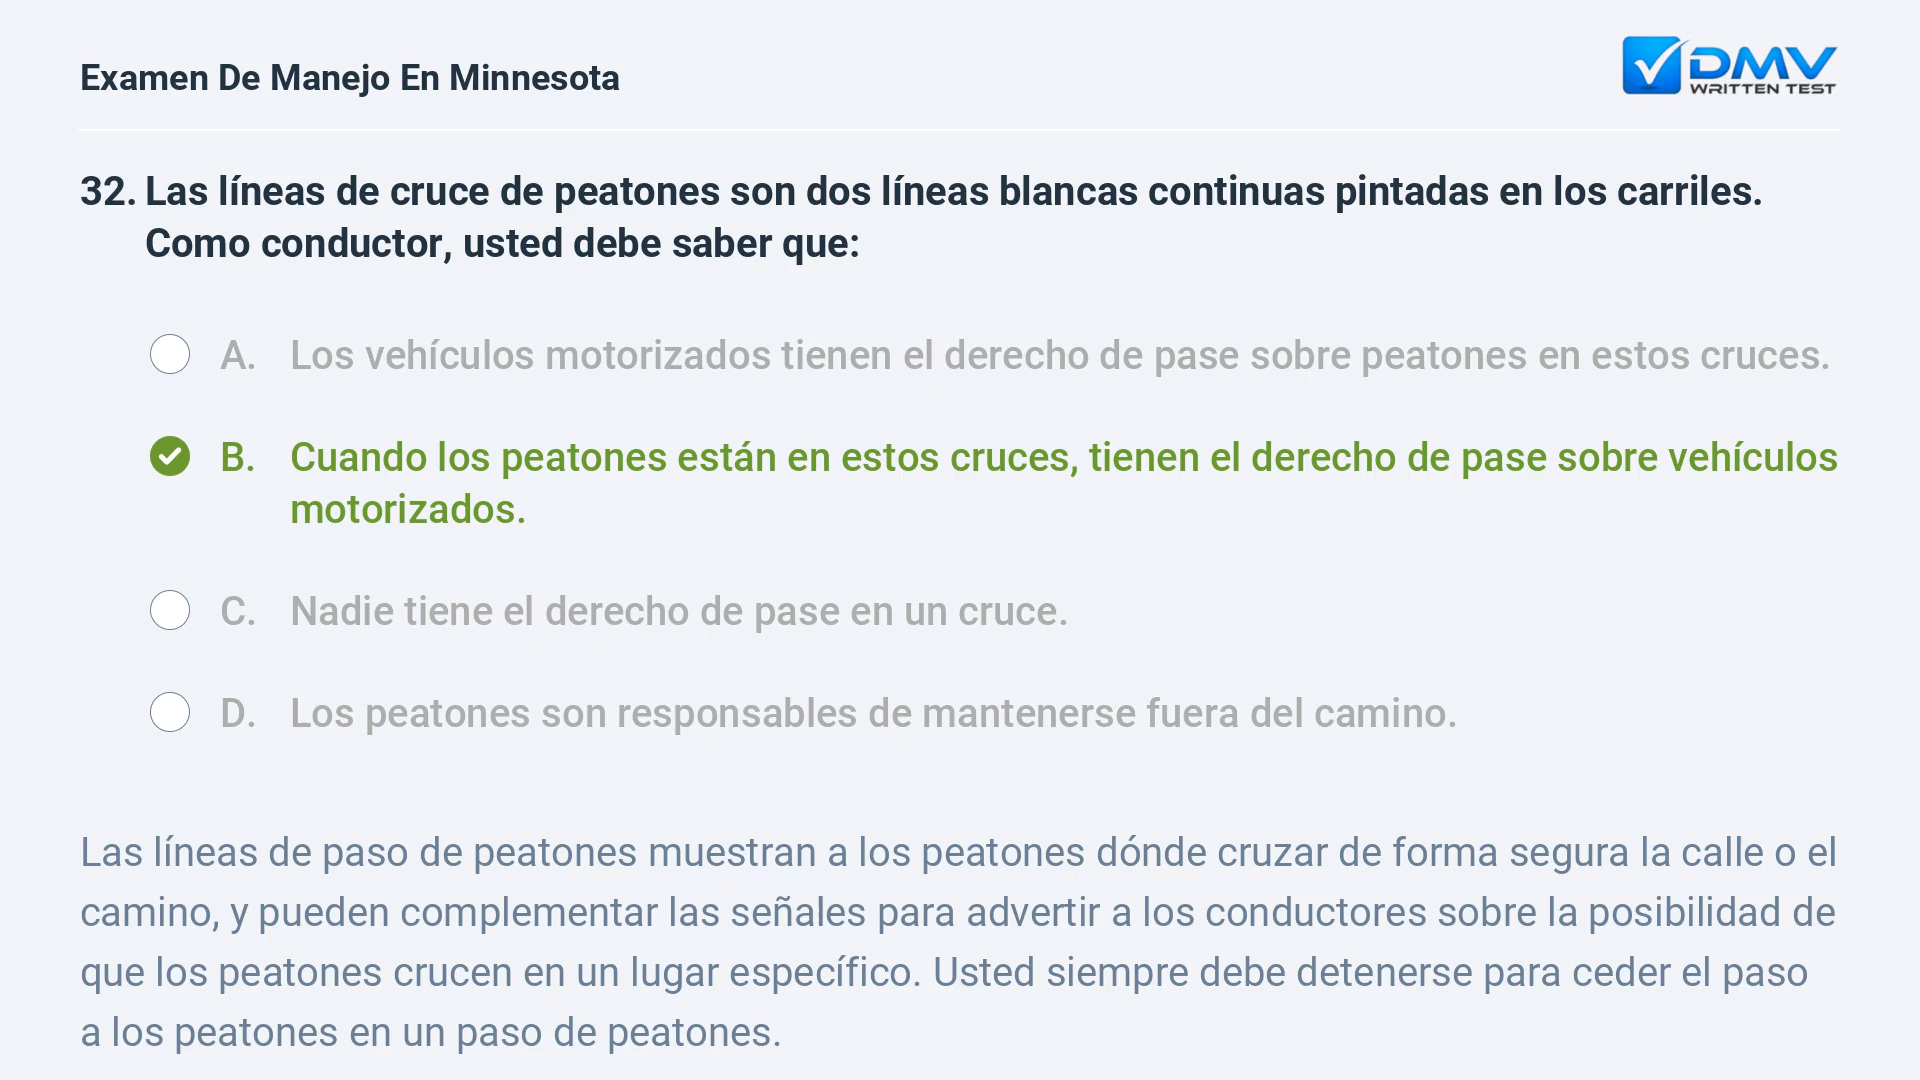 Examen De Manejo En Minnesota
DMV
WRITTEN TEST
32. Las líneas de cruce de peatones son dos líneas blancas continuas pintadas en los carriles.
Como conductor, usted debe saber que:
A. Los vehículos motorizados tienen el derecho de pase sobre peatones en estos cruces.
B. Cuando los peatones están en estos cruces, tienen el derecho de pase sobre vehículos
motorizados.
C. Nadie tiene el derecho de pase en un cruce.
D. Los peatones son responsables de mantenerse fuera del camino.
Las líneas de paso de peatones muestran a los peatones dónde cruzar de forma segura la calle o el
camino, y pueden complementar las señales para advertir a los conductores sobre la posibilidad de
que los peatones crucen en un lugar específico. Usted siempre debe detenerse para ceder el paso
a los peatones en un paso de peatones.